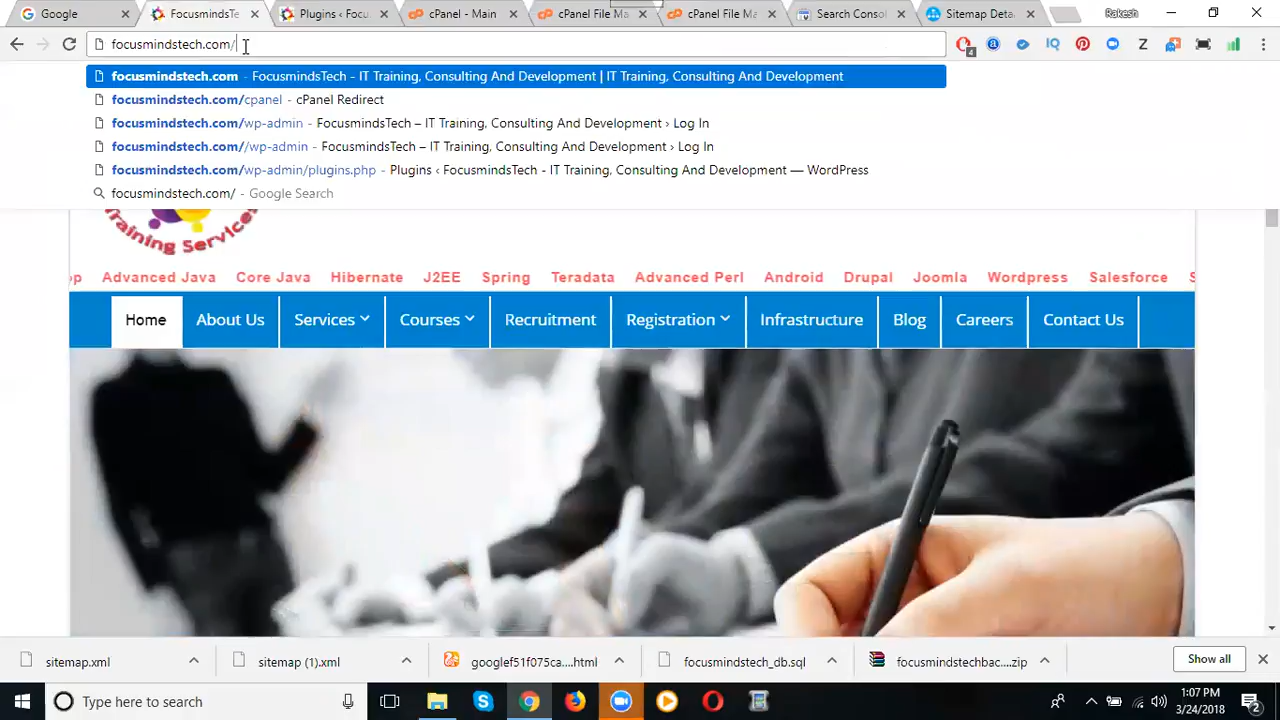 Google
FocusmindsTe
Plugins ‹ Focu
cPanel - Main
cPanel File M
cPanel File M
Search Conso
Sitemap Deta
Rakesh
focusmindstech.com/
4
focusmindstech.com - FocusmindsTech - IT Training, Consulting And Development | IT Training, Consulting And Development
focusmindstech.com/cpanel - cPanel Redirect
focusmindstech.com/wp-admin - FocusmindsTech – IT Training, Consulting And Development › Log In
focusmindstech.com//wp-admin - FocusmindsTech – IT Training, Consulting And Development › Log In
focusmindstech.com/wp-admin/plugins.php - Plugins ‹ FocusmindsTech - IT Training, Consulting And Development — WordPress
focusmindstech.com/ - Google Search
Training Services
Advanced Java Core Java Hibernate J2EE Spring Teradata Advanced Perl Android Drupal Joomla Wordpress Salesforce
Home About Us Services Courses Recruitment Registration Infrastructure Blog Careers Contact Us
sitemap.xml
sitemap (1).xml
googlef51f075ca....html
focusmindstech_db.sql
focusmindstechbac....zip
Show all
Type here to search
1:07 PM
3/24/2018
2